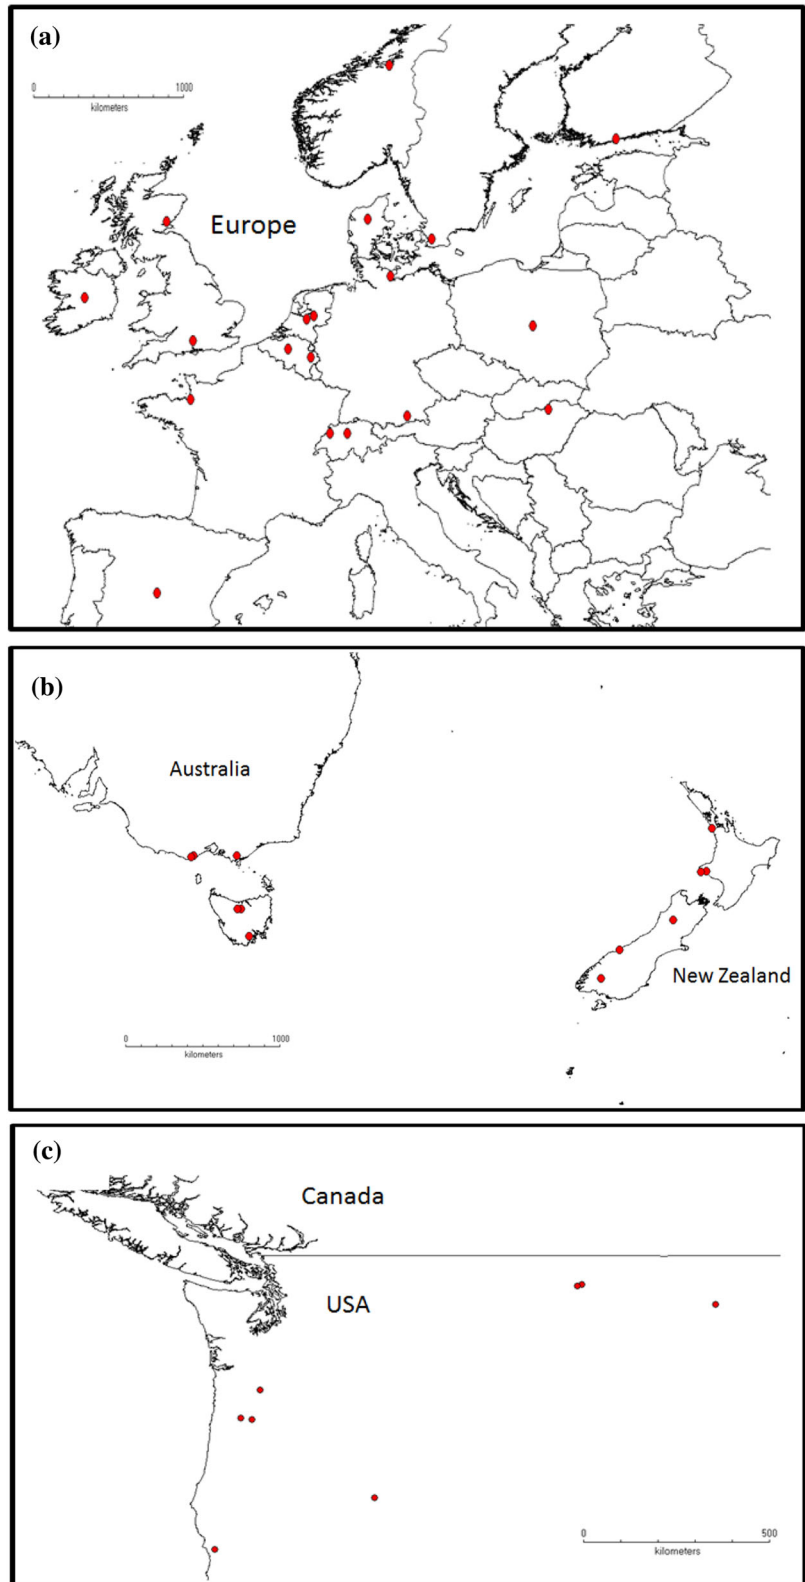 (a)
0 1000
kilometers
Europe
(b)
Australia
New Zealand
0 1000
kilometers
(c)
Canada
USA
0 500
kilometers